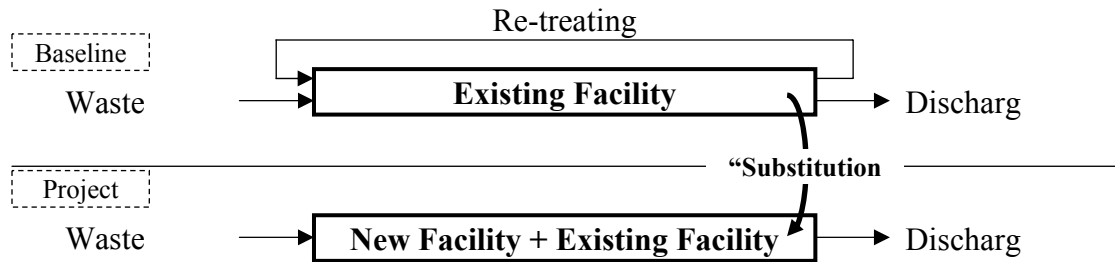 Re-treating
Baseline
Waste Existing Facility Discharg
“Substitution
Project
Waste New Facility + Existing Facility Discharg